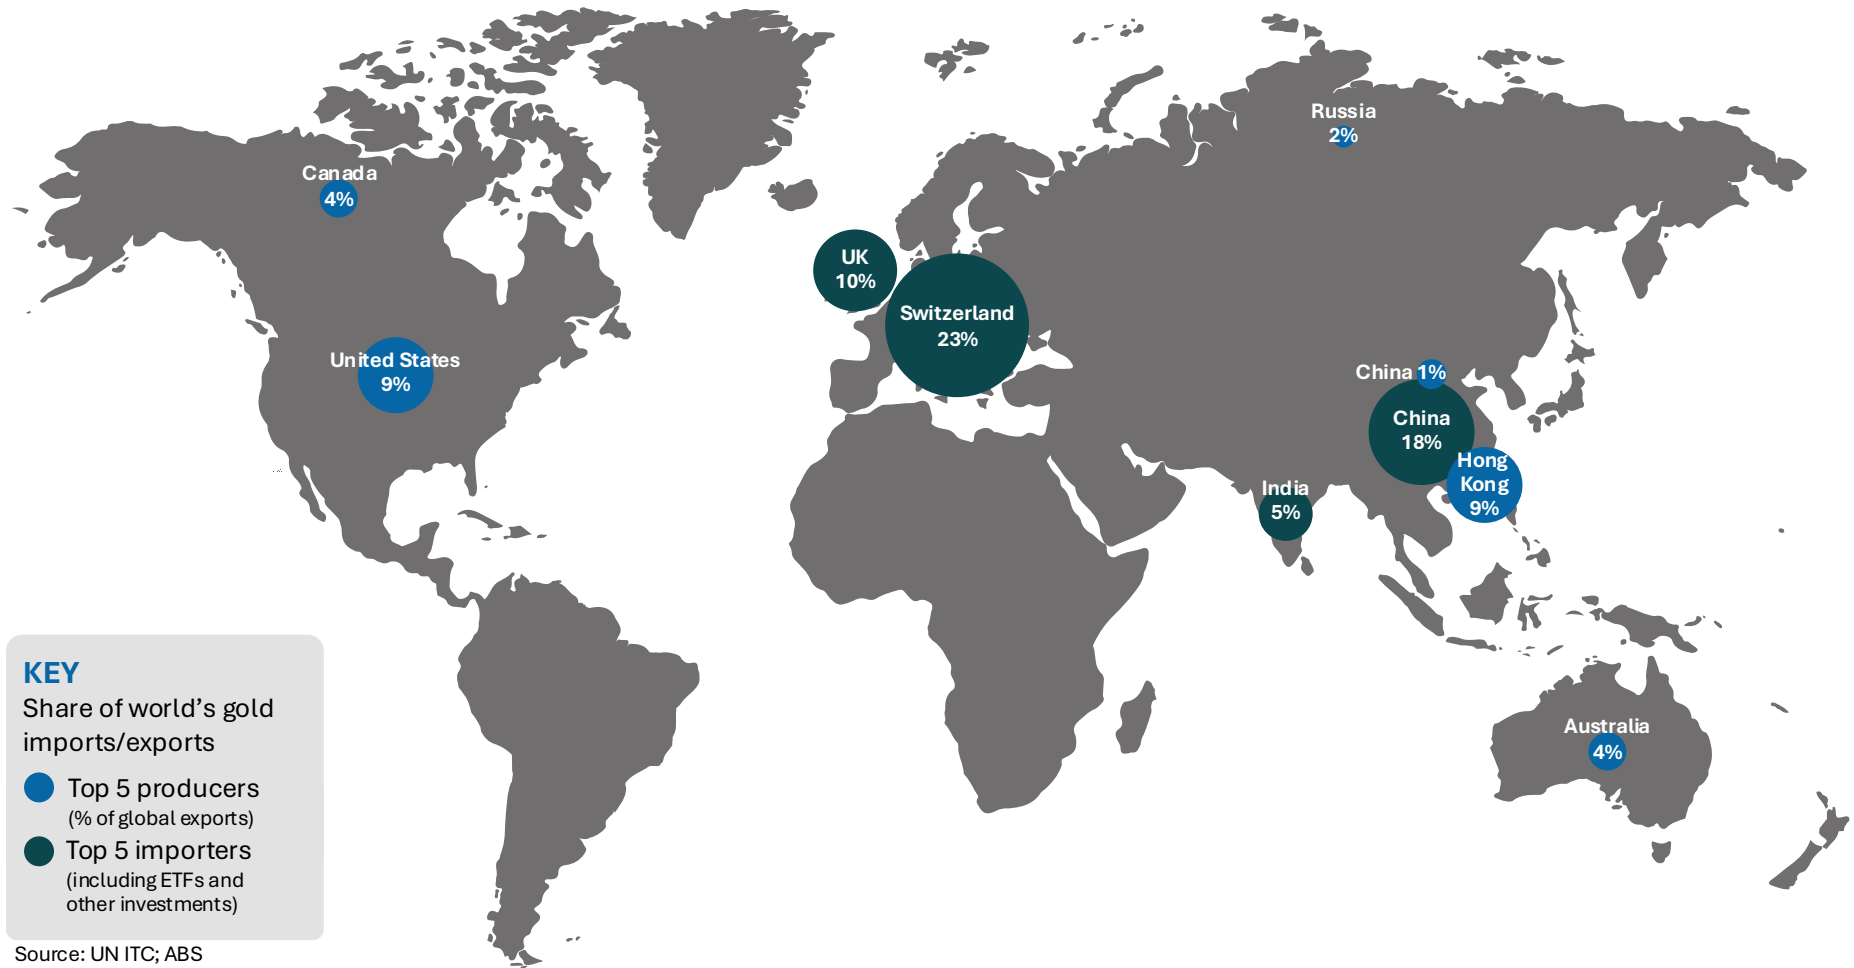 Russia
2%
Canada
4%
UK
10%
Switzerland
23%
United States
9%
China 1%
China
18%
Hong
Kong
9%
India
5%
Australia
4%
KEY
Share of world’s gold
imports/exports
Top 5 producers
(% of global exports)
Top 5 importers
(including ETFs and
other investments)
Source: UN ITC; ABS